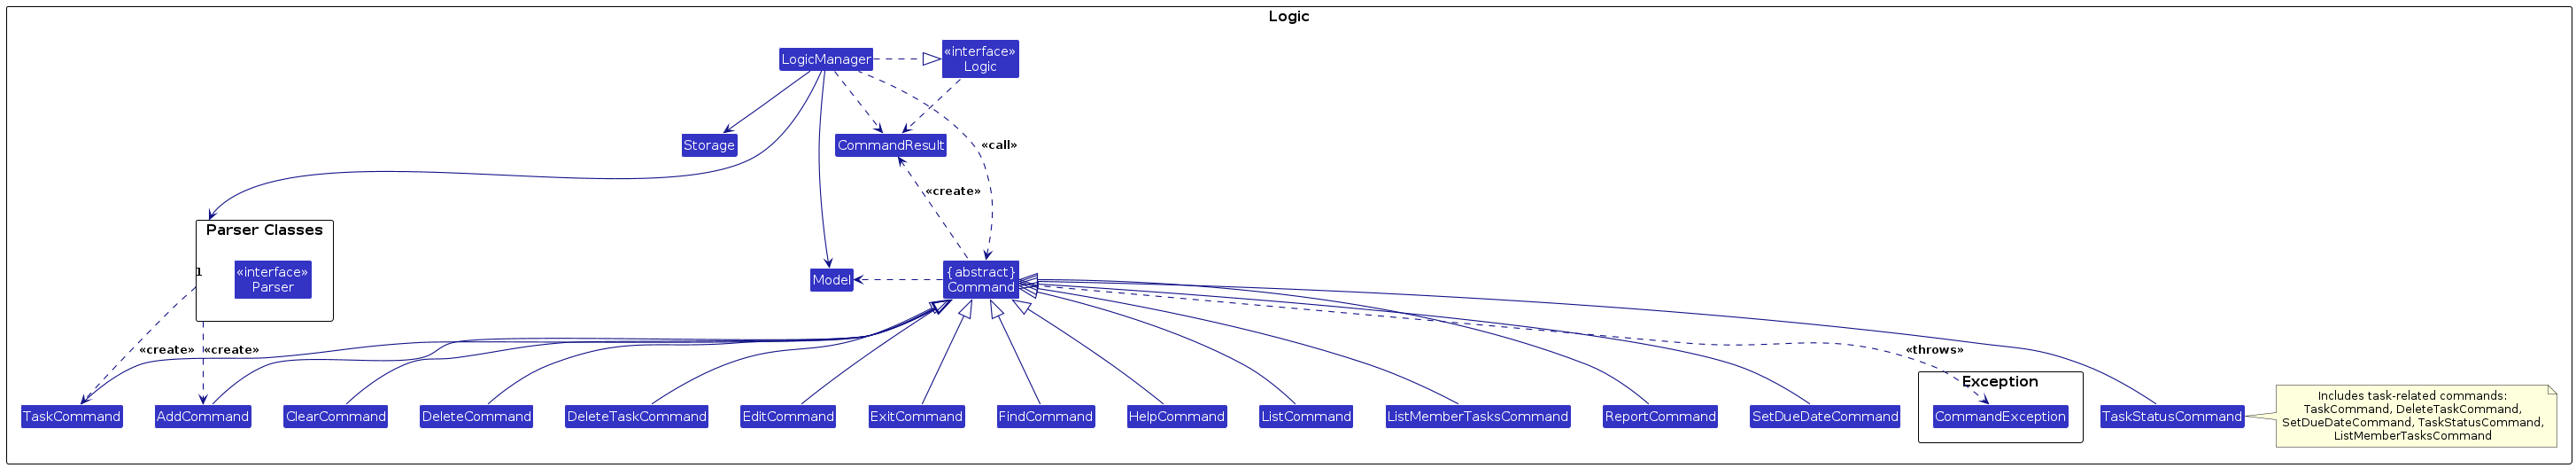 Logic
LogicManager
«interface»
Logic
Storage
CommandResult
«call»
«create»
Parser Classes
1
«interface»
Parser
Model
{abstract}
Command
«create»
«create»
«throws»
Exception
TaskCommand
AddCommand
ClearCommand
DeleteCommand
DeleteTaskCommand
EditCommand
ExitCommand
FindCommand
HelpCommand
ListCommand
ListMemberTasksCommand
ReportCommand
SetDueDateCommand
CommandException
TaskStatusCommand
Includes task-related commands:
TaskCommand, DeleteTaskCommand,
SetDueDateCommand, TaskStatusCommand,
ListMemberTasksCommand